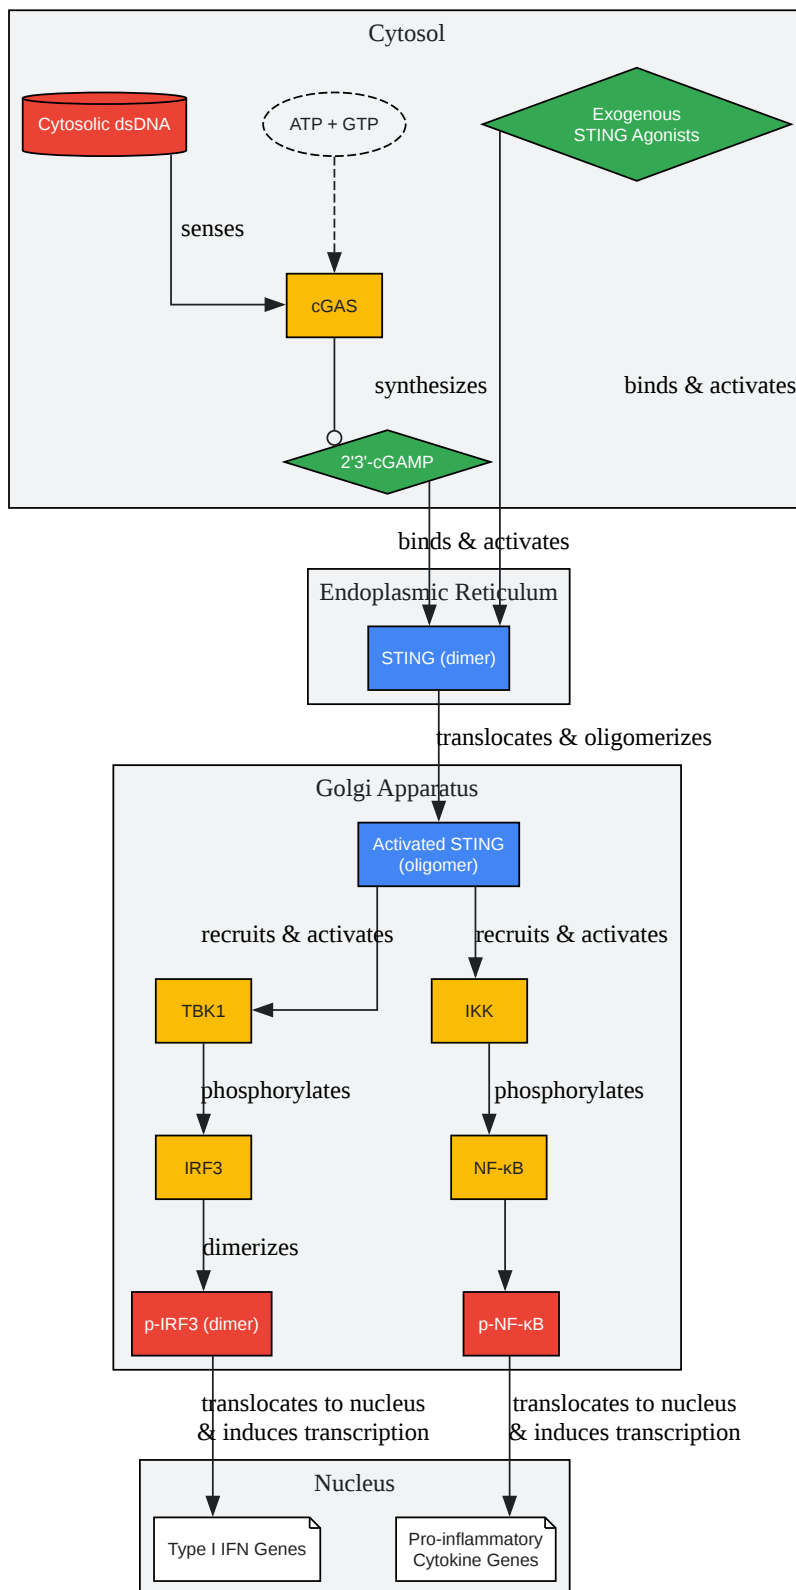 Cytosol
Cytosolic dsDNA
ATP + GTP
Exogenous
STING Agonists
senses
cGAS
synthesizes
binds & activates
2'3'-cGAMP
binds & activates
Endoplasmic Reticulum
STING (dimer)
translocates & oligomerizes
Golgi Apparatus
Activated STING
(oligomer)
recruits & activates
recruits & activates
TBK1
IKK
phosphorylates
phosphorylates
IRF3
NF-κB
dimerizes
p-IRF3 (dimer)
p-NF-κB
translocates to nucleus
& induces transcription
translocates to nucleus
& induces transcription
Nucleus
Type I IFN Genes
Pro-inflammatory
Cytokine Genes